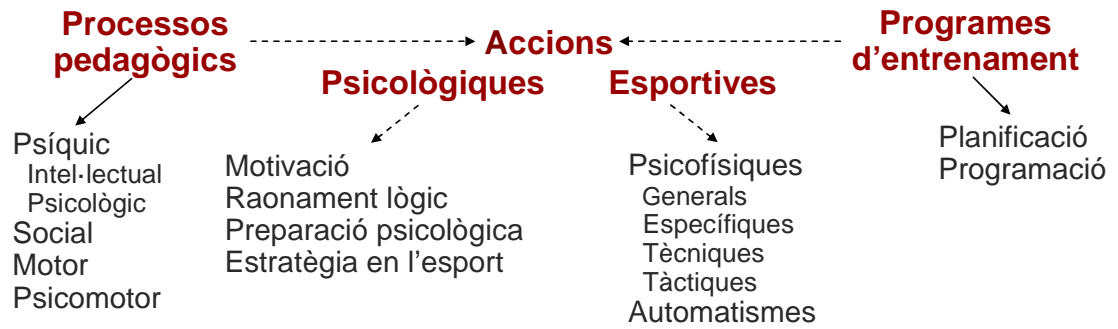 Processos
pedagògics
Accions
Programes
d’entrenament
Psicològiques
Esportives
Psíquic
Intel·lectual
Psicològic
Social
Motor
Psicomotor
Motivació
Raonament lògic
Preparació psicològica
Estratègia en l’esport
Psicofísiques
Generals
Específiques
Tècniques
Tàctiques
Automatismes
Planificació
Programació